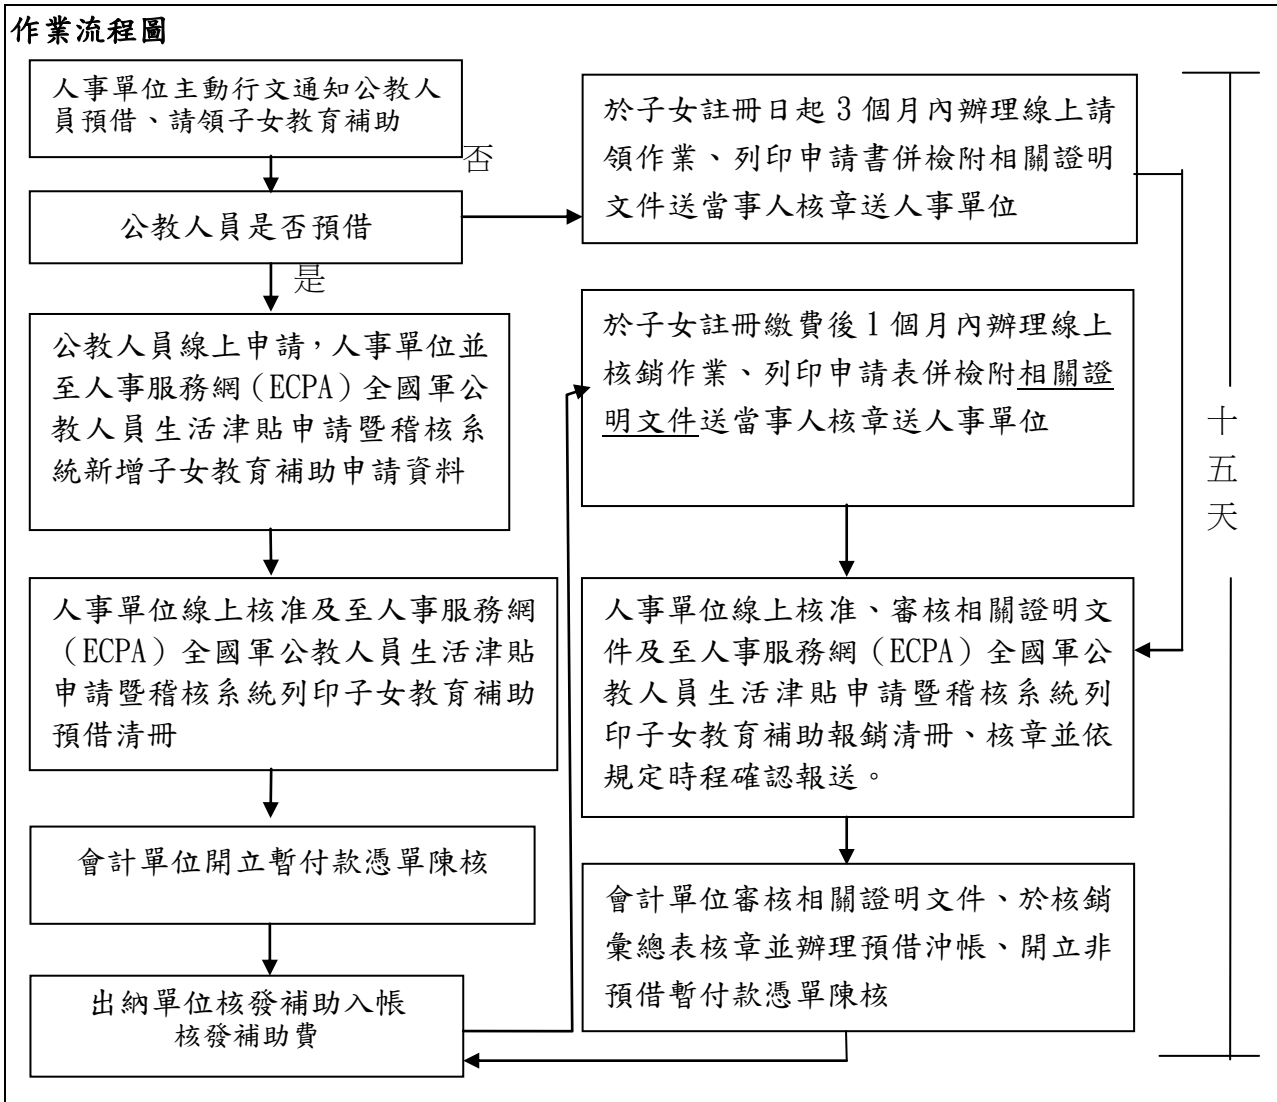 作業流程圖
人事單位主動行文通知公教人
員預借、請領子女教育補助
否
公教人員是否預借
是
公教人員線上申請，人事單位並
至人事服務網（ECPA）全國軍公
教人員生活津貼申請暨稽核系
統新增子女教育補助申請資料
人事單位線上核准及至人事服務網
（ECPA）全國軍公教人員生活津貼
申請暨稽核系統列印子女教育補助
預借清冊
會計單位開立暫付款憑單陳核
出納單位核發補助入帳
核發補助費
於子女註冊日起 3 個月內辦理線上請
領作業、列印申請書併檢附相關證明
文件送當事人核章送人事單位
於子女註冊繳費後 1 個月內辦理線上
核銷作業、列印申請表併檢附相關證
明文件送當事人核章送人事單位
人事單位線上核准、審核相關證明文
件及至人事服務網（ECPA）全國軍公
教人員生活津貼申請暨稽核系統列
印子女教育補助報銷清冊、核章並依
規定時程確認報送。
會計單位審核相關證明文件、於核銷
彙總表核章並辦理預借沖帳、開立非
預借暫付款憑單陳核
十
五
天